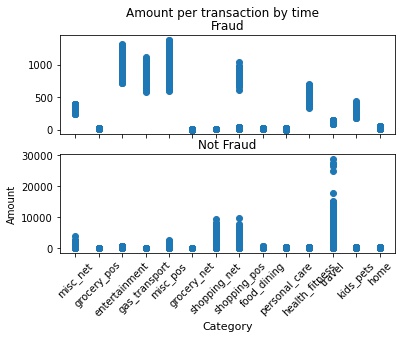 Amount per transaction by time
Fraud
1000
500
0
Not Fraud
30000
20000
10000
0
Amount
misc_net
grocery_pos
entertainment
gas_transport
misc_pos
grocery_net
shopping_net
shopping_pos
food_dining
personal_care
health_fitness
travel
kids_pets
home
Category